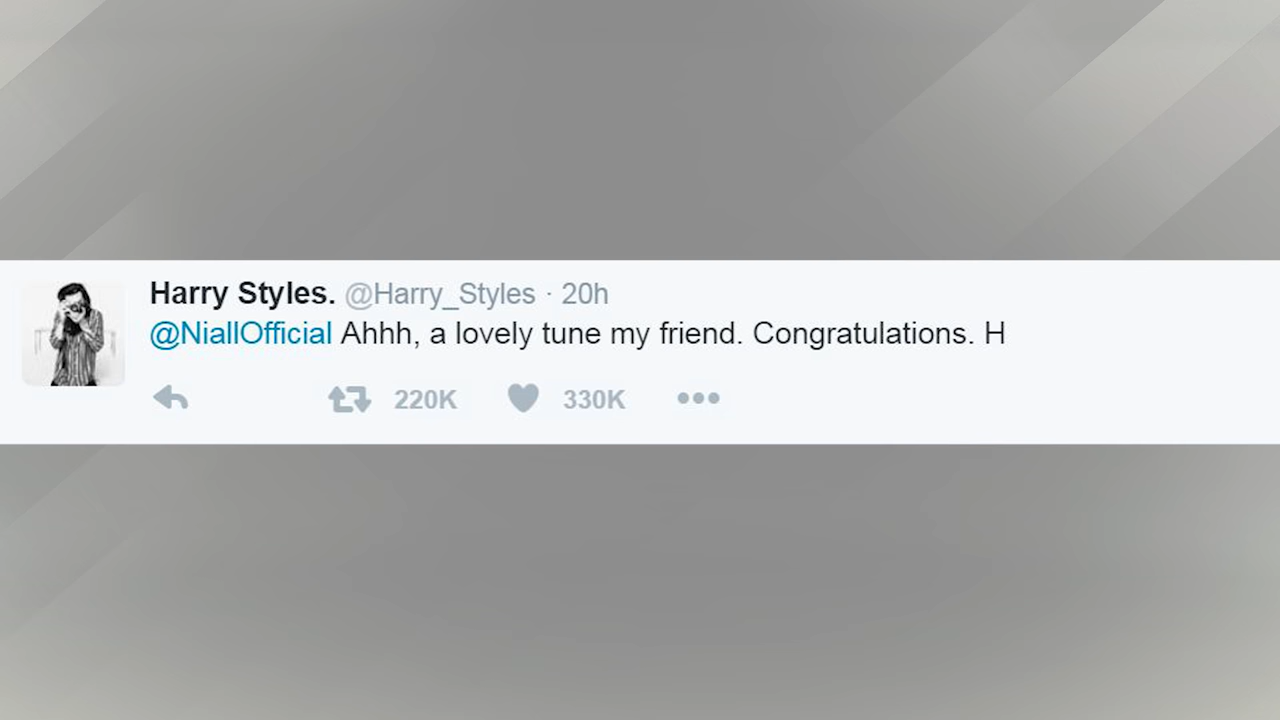 Harry Styles. @Harry_Styles · 20h
@NiallOfficial Ahhh, a lovely tune my friend. Congratulations. H
220K 330K